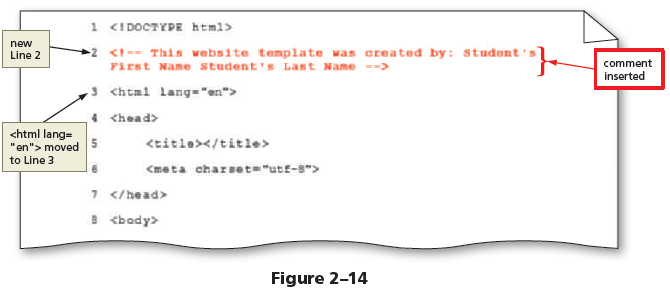 1 <!DOCTYPE html>
new
Line 2
2 <!-- This website template was created by: Student's
First Name Student's Last Name -->
comment
inserted
3 <html lang="en">
<html lang=
"en"> moved
to Line 3
4 <head>
5 <title></title>
6 <meta charset="utf-8">
7 </head>
8 <body>
Figure 2–14